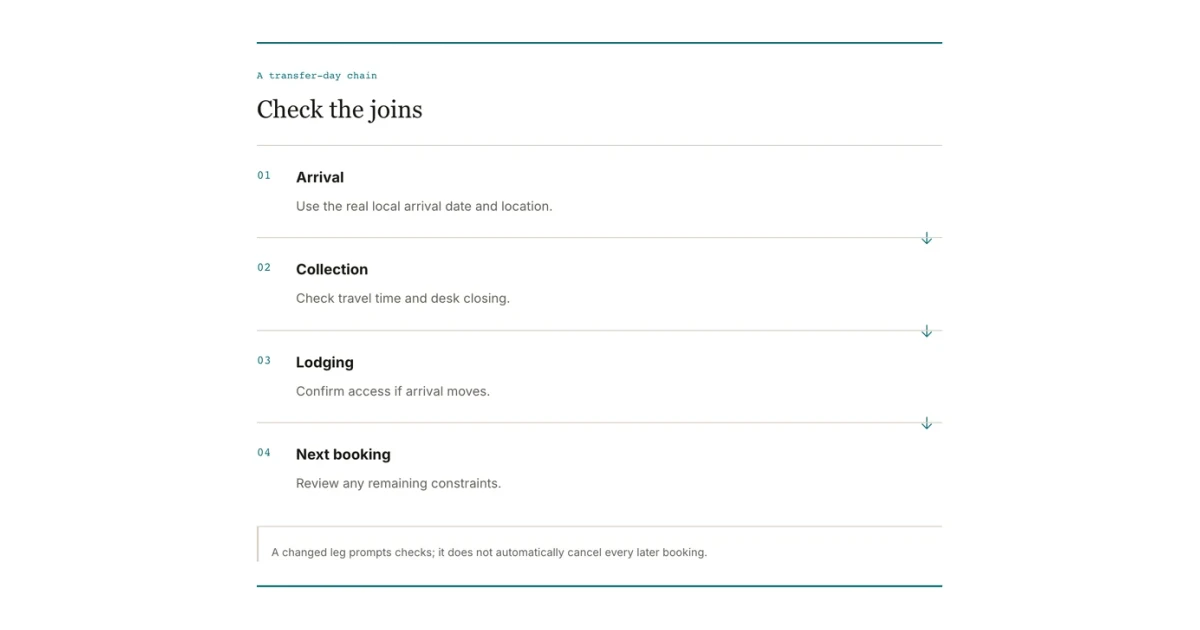 A transfer-day chain
Check the joins
01
Arrival
Use the real local arrival date and location.
02
Collection
Check travel time and desk closing.
03
Lodging
Confirm access if arrival moves.
04
Next booking
Review any remaining constraints.
A changed leg prompts checks; it does not automatically cancel every later booking.